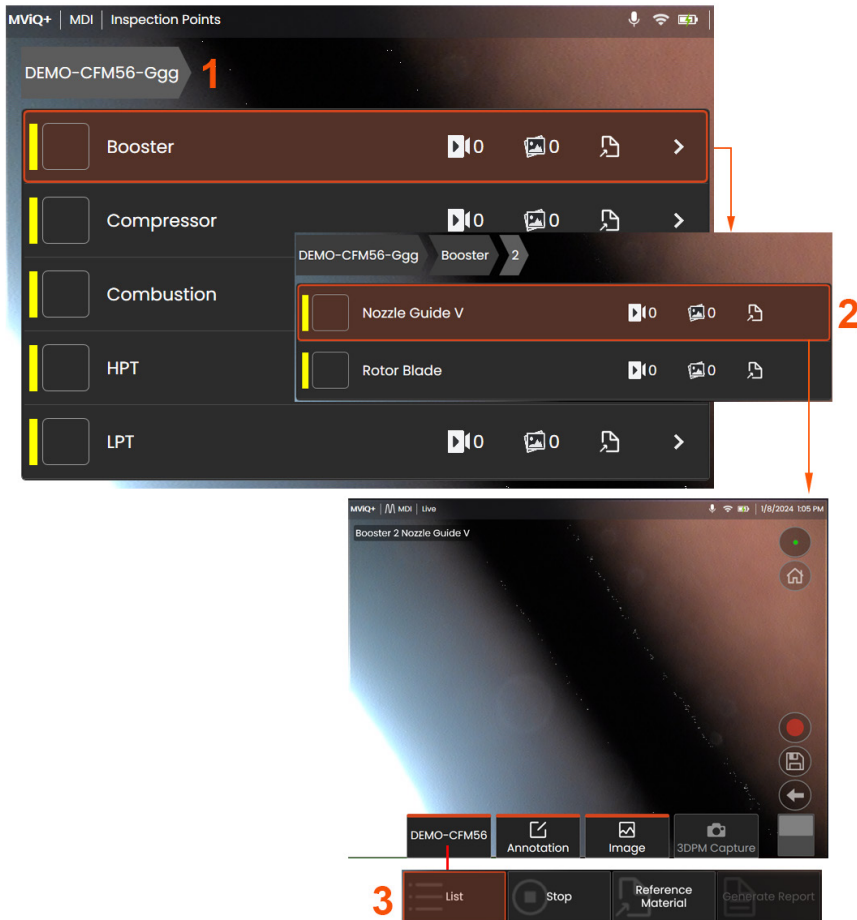 MViQ+ | MDI | Inspection Points
DEMO-CFM56-Ggg
1
Booster 0 0
Compressor 0 0
Combustion
HPT
LPT 0 0
DEMO-CFM56-Ggg Booster 2
2
Nozzle Guide V 0 0
Rotor Blade 0 0
MViQ+ | MDI | Live 1/8/2024 1:05 PM
Booster 2 Nozzle Guide V
DEMO-CFM56
Annotation
Image
3DPM Capture
3
List
Stop
Reference
Material
Generate Report